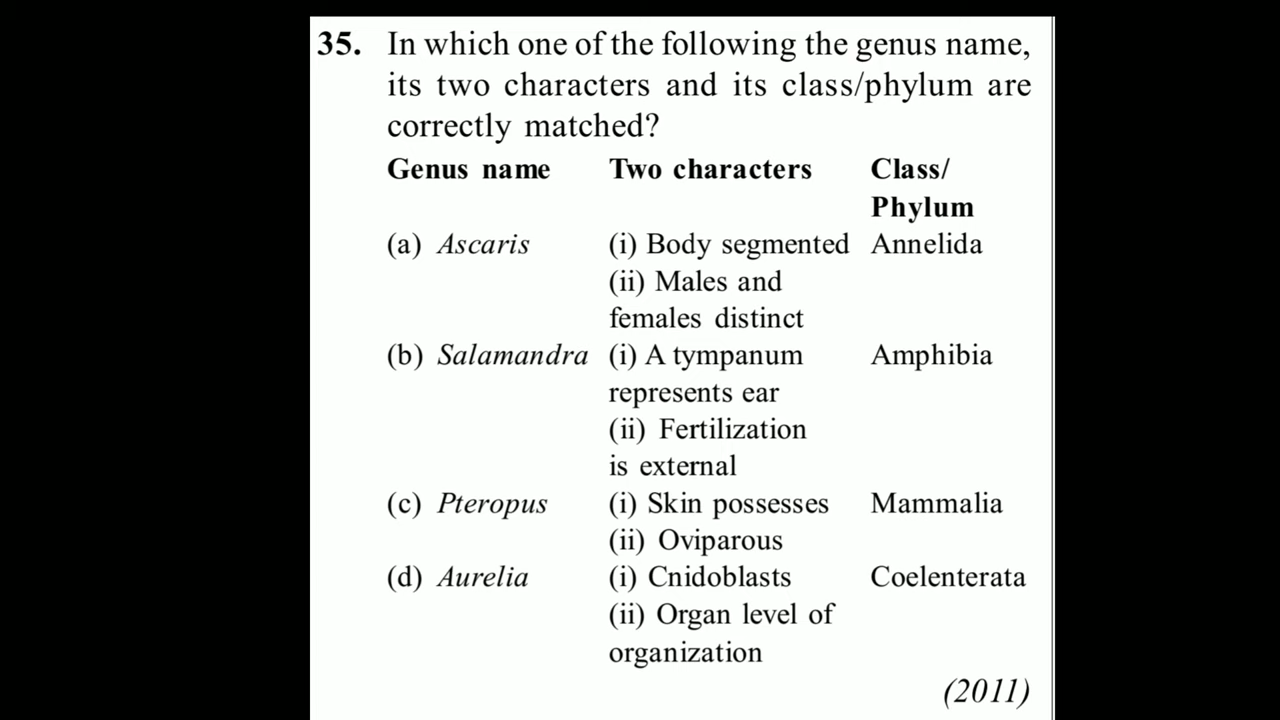 35. In which one of the following the genus name,
its two characters and its class/phylum are
correctly matched?
Genus name Two characters Class/
Phylum
(a) Ascaris (i) Body segmented Annelida
(ii) Males and
females distinct
(b) Salamandra (i) A tympanum Amphibia
represents ear
(ii) Fertilization
is external
(c) Pteropus (i) Skin possesses Mammalia
(ii) Oviparous
(d) Aurelia (i) Cnidoblasts Coelenterata
(ii) Organ level of
organization
(2011)